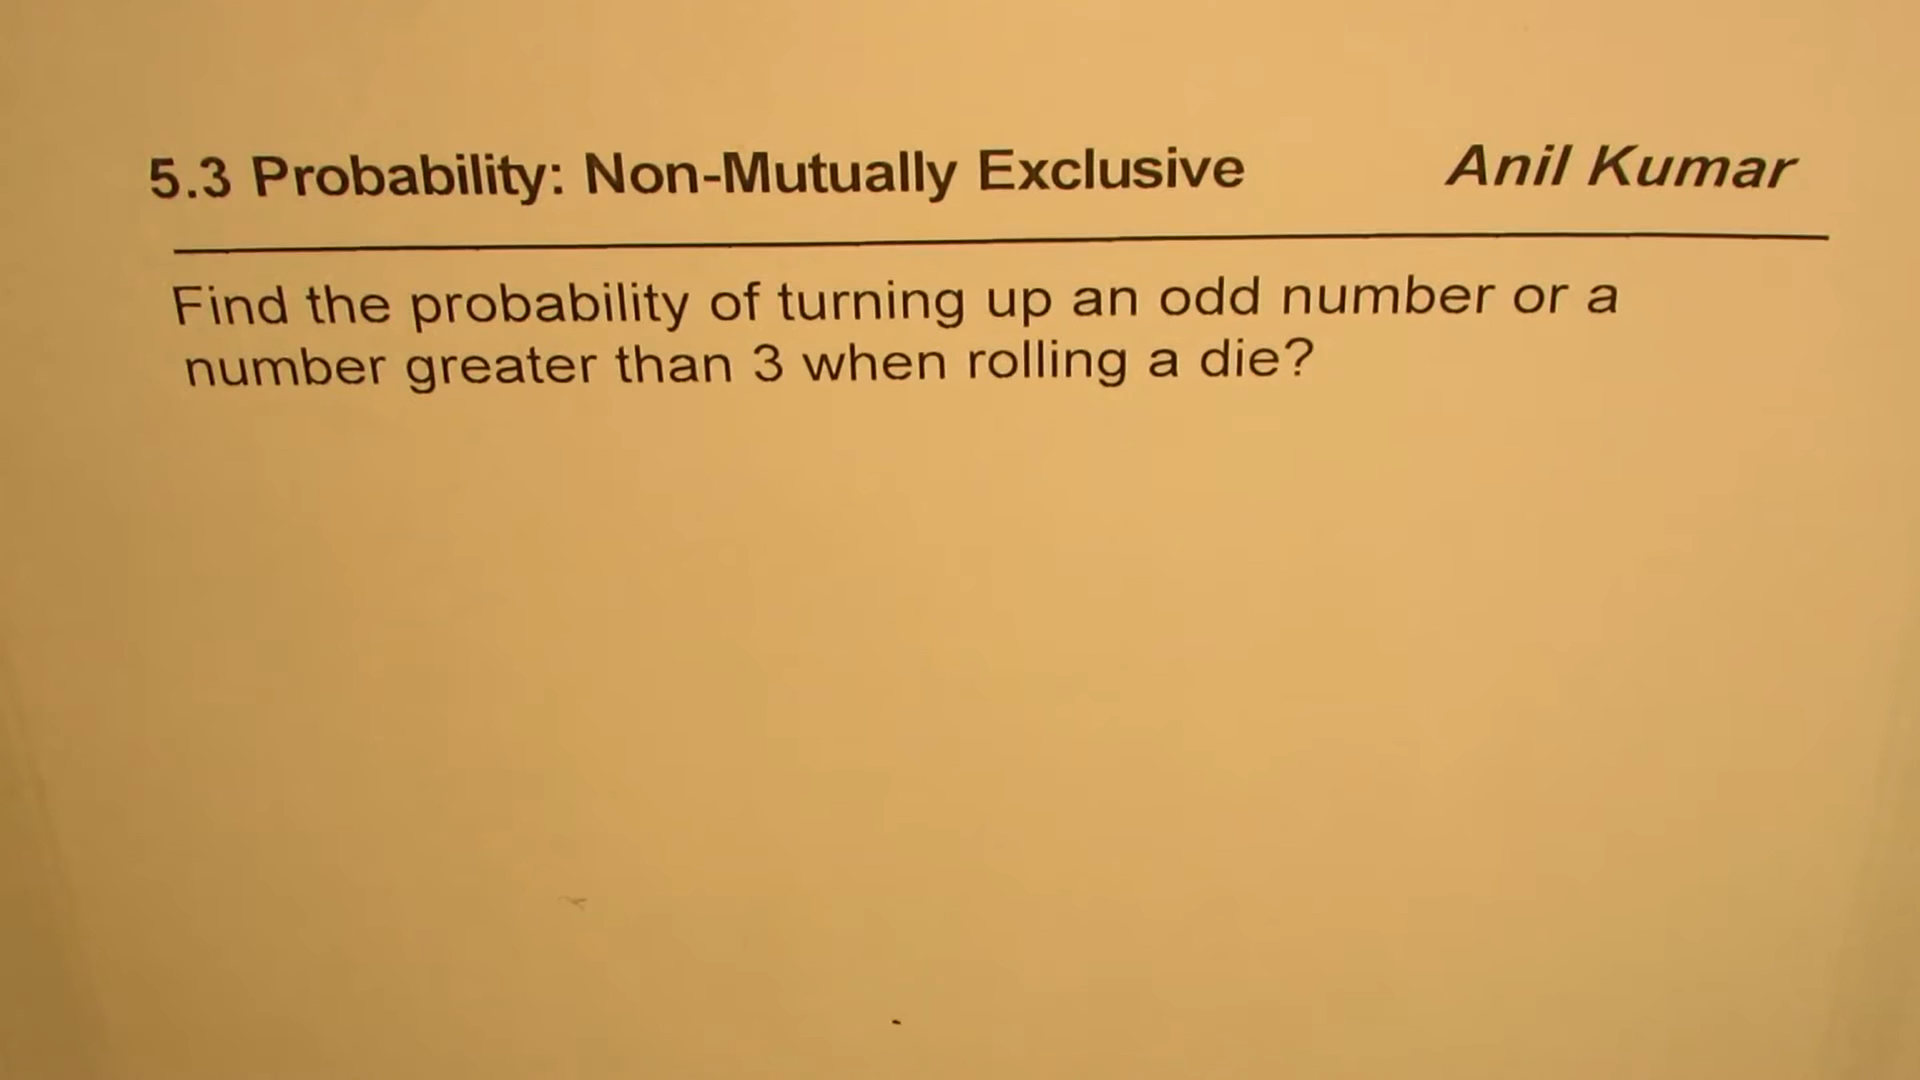 5.3 Probability: Non-Mutually Exclusive Anil Kumar
Find the probability of turning up an odd number or a
number greater than 3 when rolling a die?